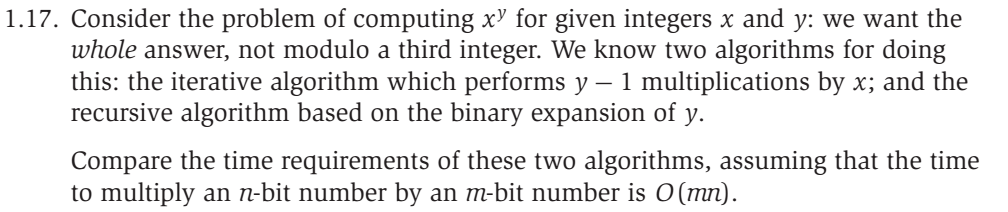 1.17. Consider the problem of computing x^y for given integers x and y: we want the
whole answer, not modulo a third integer. We know two algorithms for doing
this: the iterative algorithm which performs y − 1 multiplications by x; and the
recursive algorithm based on the binary expansion of y.
Compare the time requirements of these two algorithms, assuming that the time
to multiply an n-bit number by an m-bit number is O(mn).